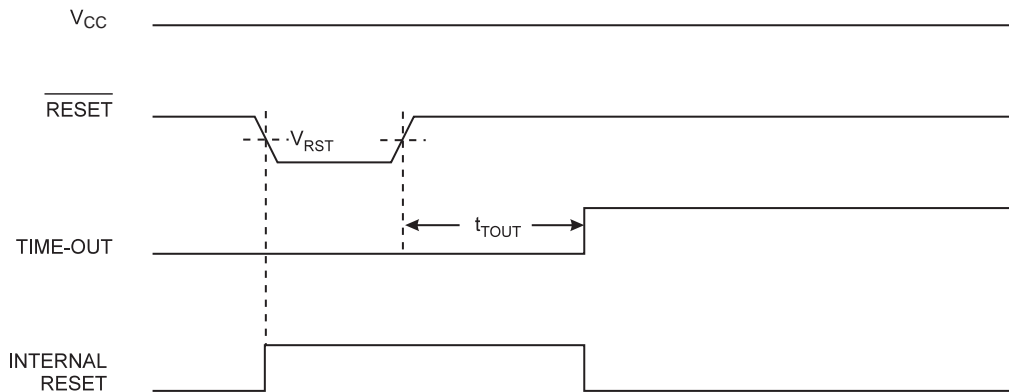 VCC
RESET
VRST
tTOUT
TIME-OUT
INTERNAL
RESET